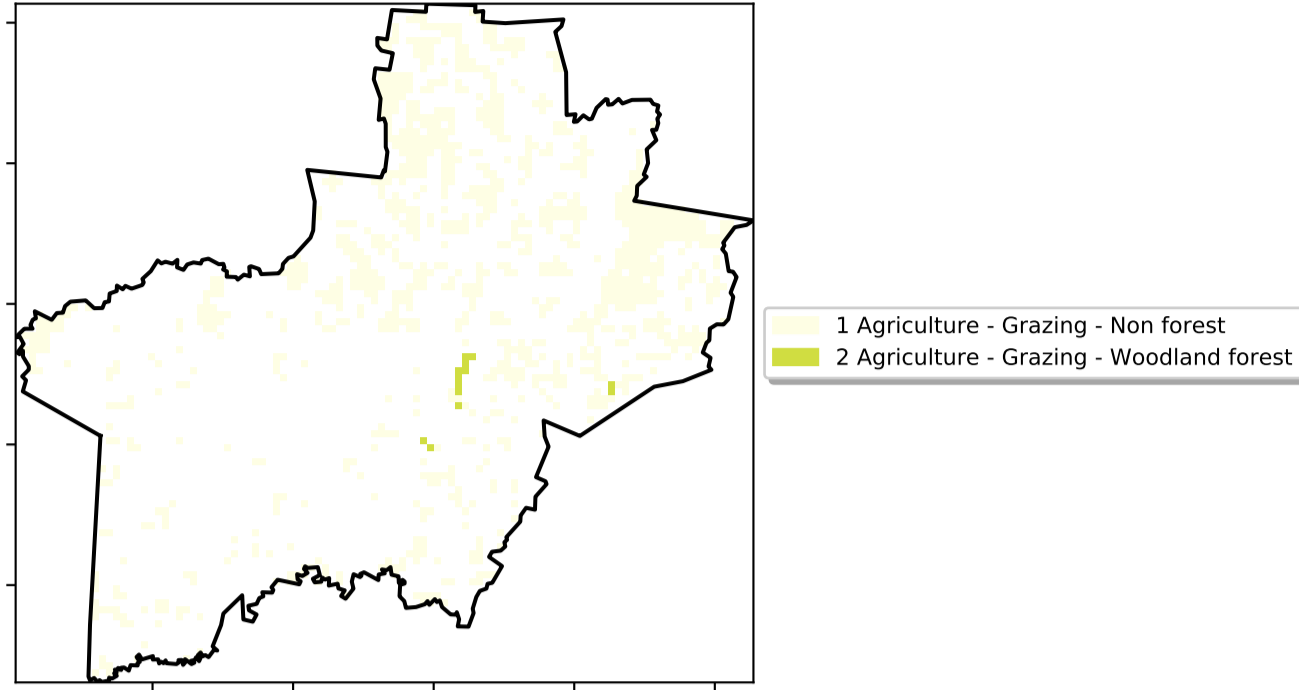 1 Agriculture - Grazing - Non forest
2 Agriculture - Grazing - Woodland forest